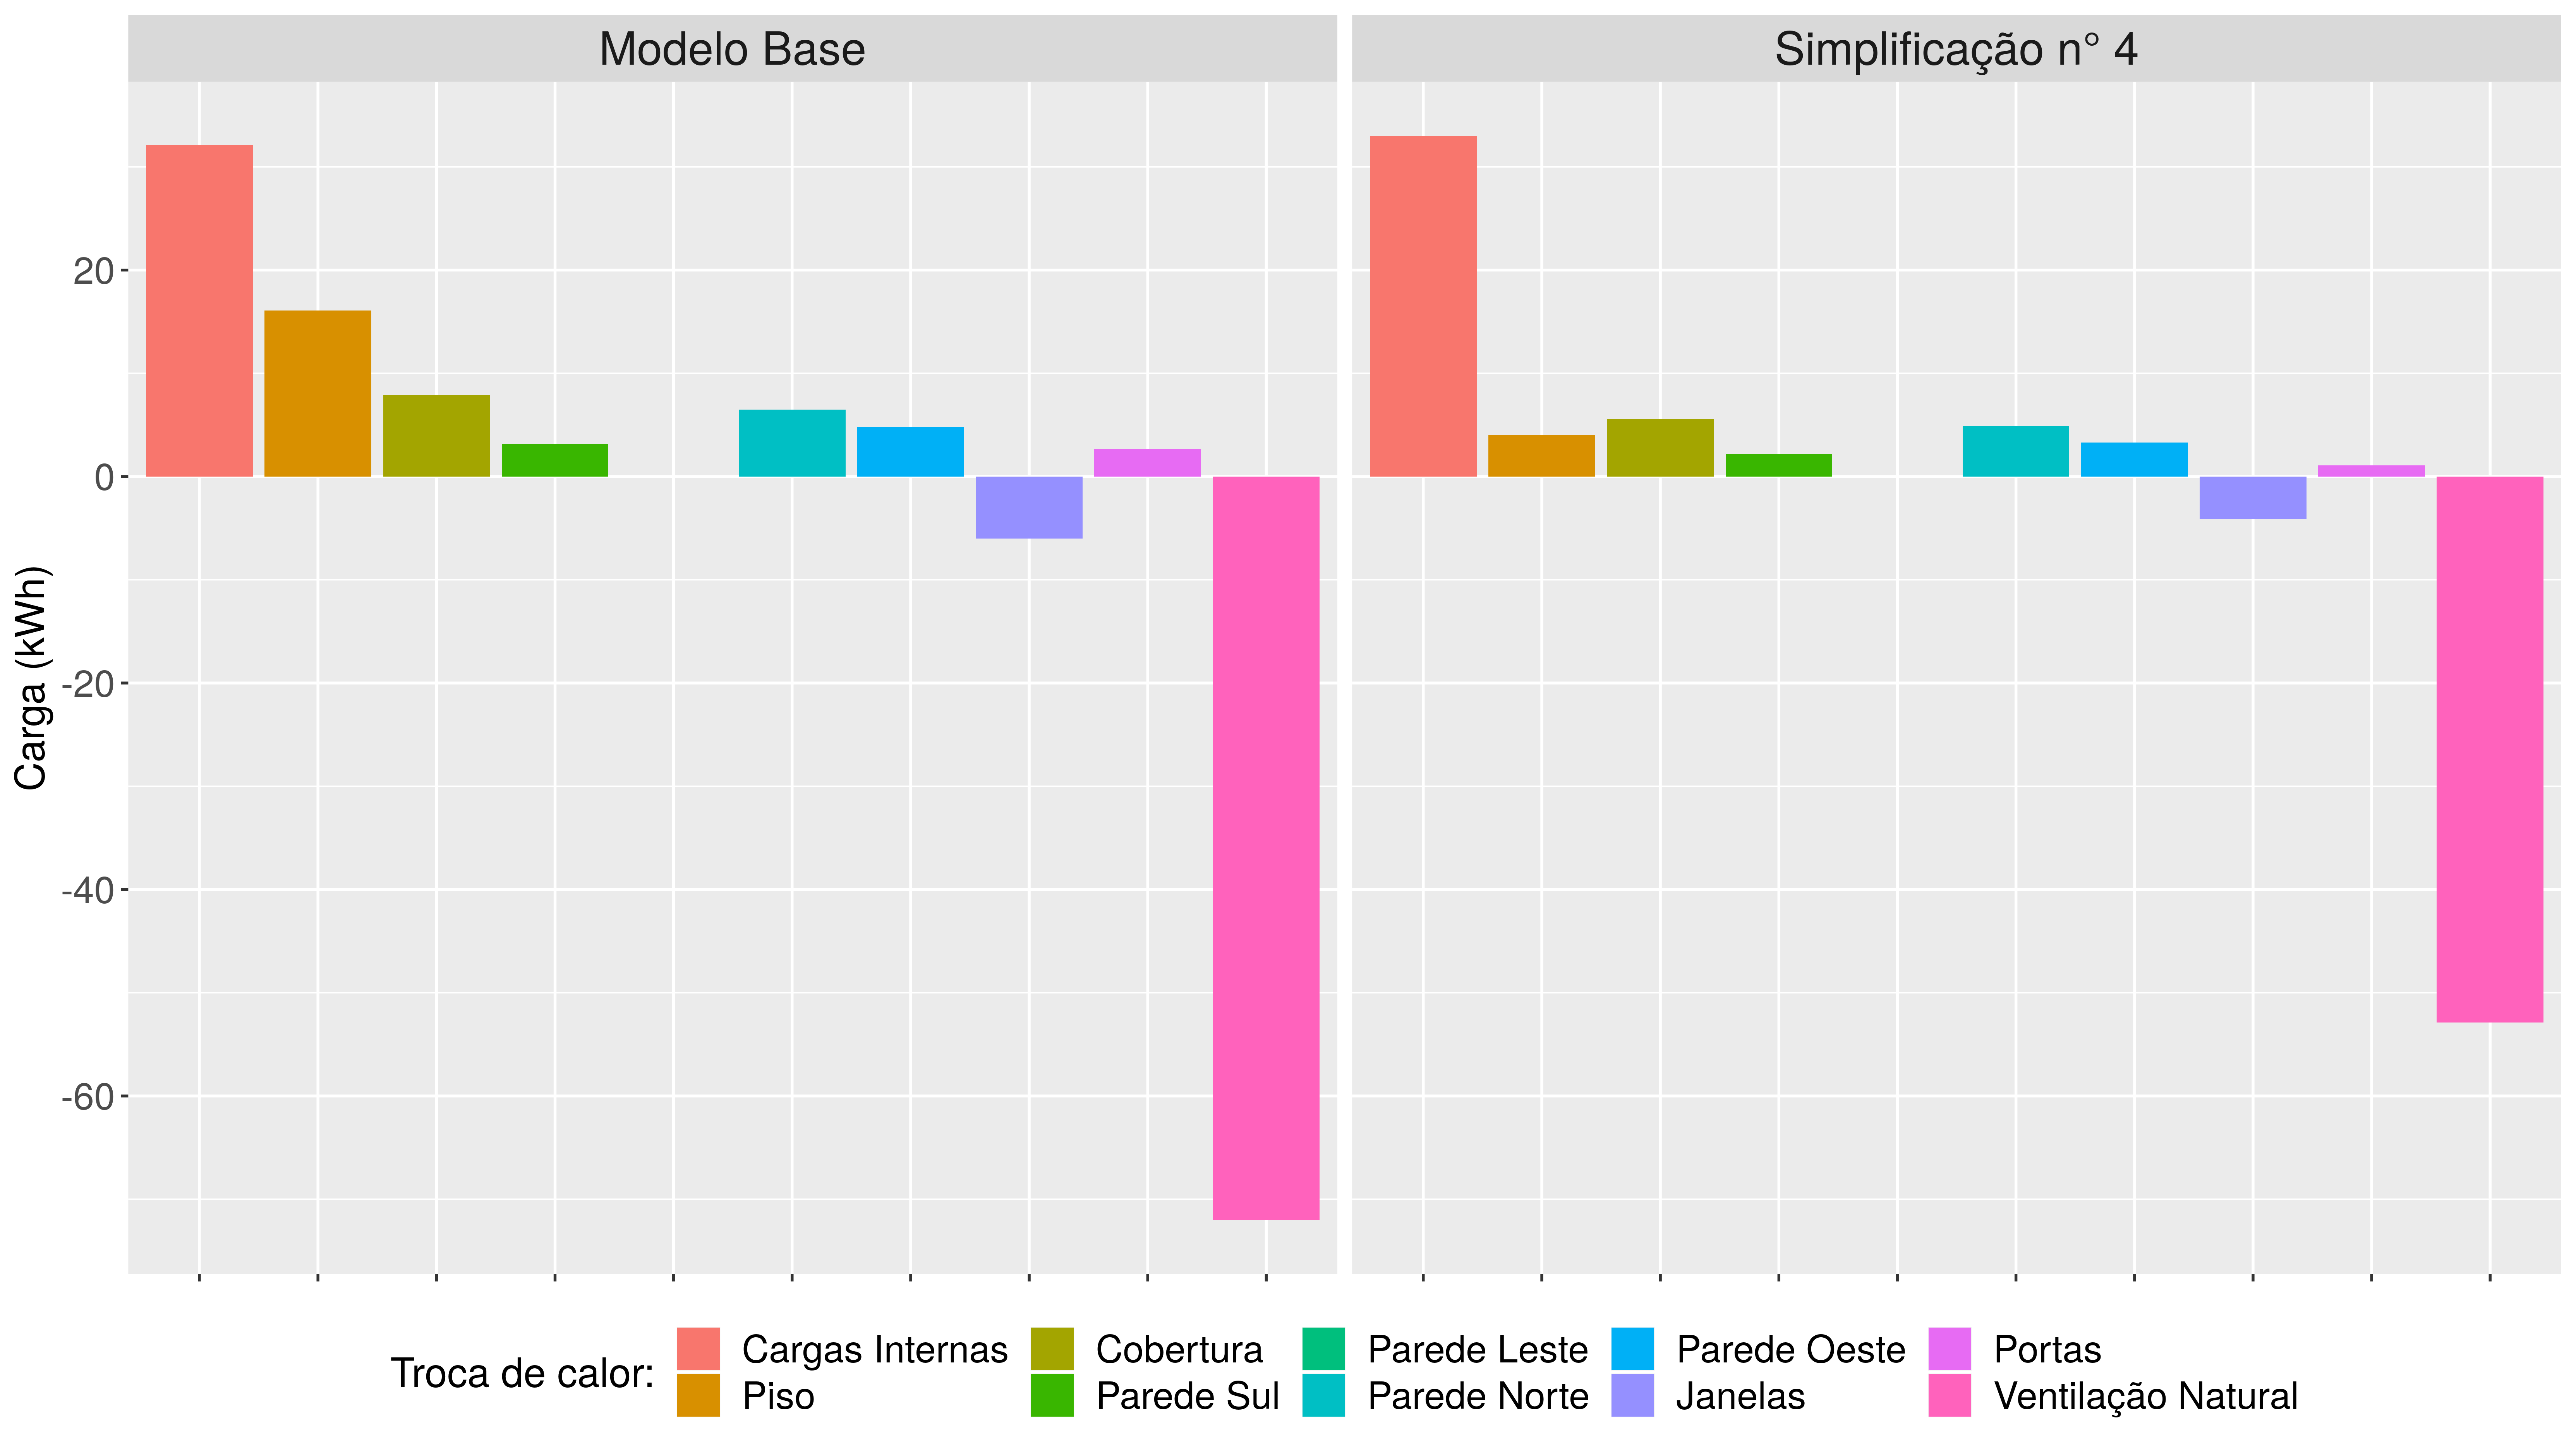 Modelo Base
Simplificação n° 4
Carga (kWh)
20
0
-20
-40
-60
Troca de calor:
Cargas Internas
Piso
Cobertura
Parede Sul
Parede Leste
Parede Norte
Parede Oeste
Janelas
Portas
Ventilação Natural